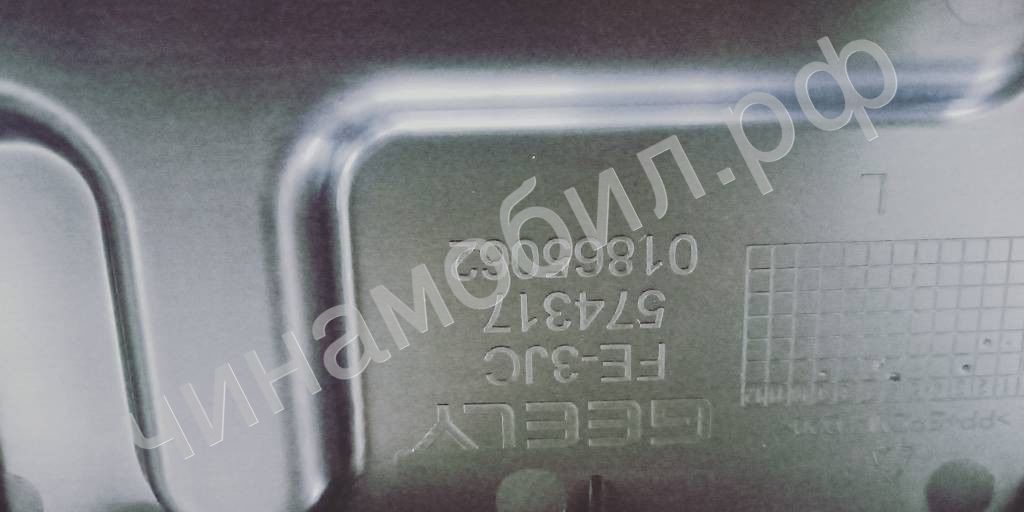 GEELY
FE-3JC
574317
01865062
L
Чинамобил.рф